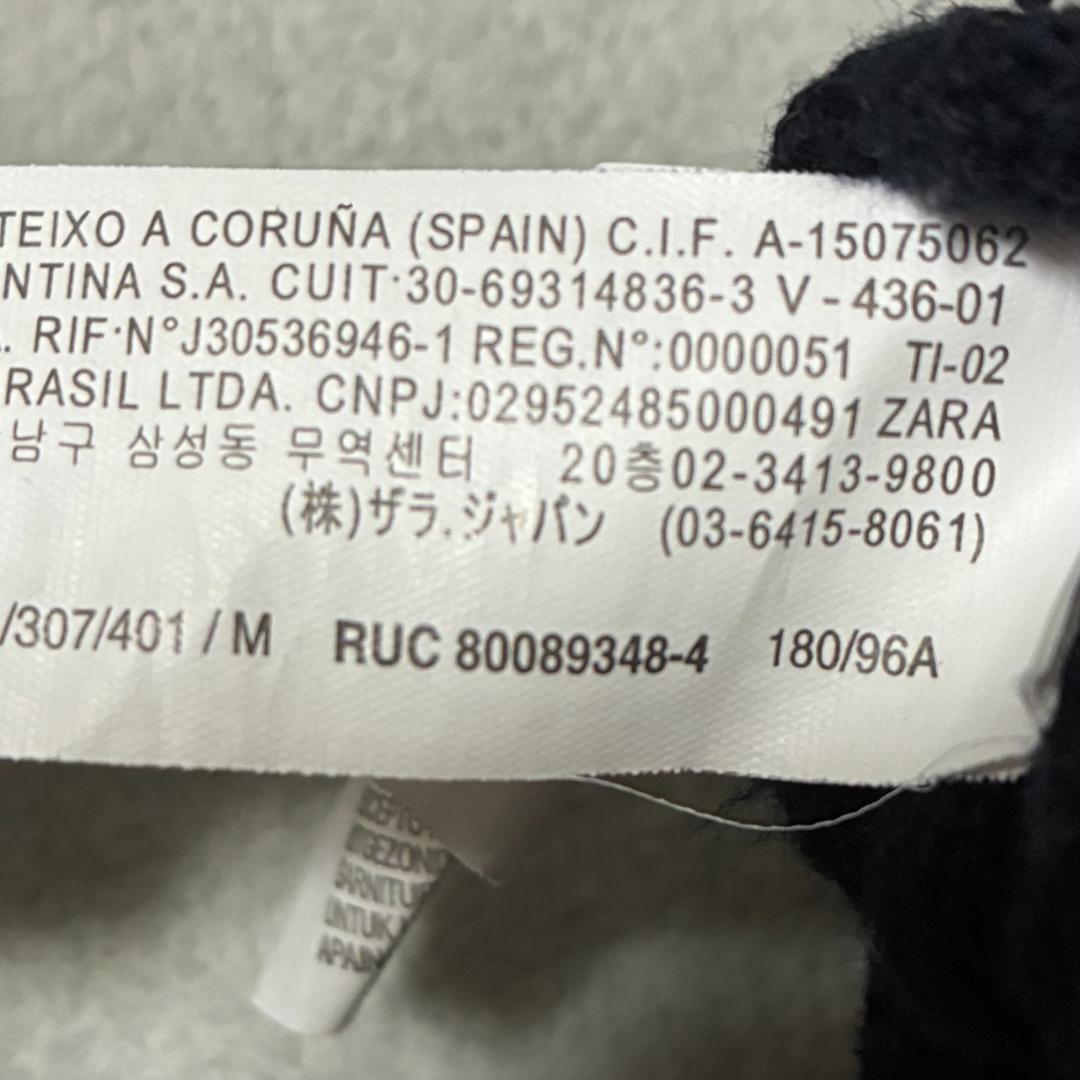 TEIXO A CORUÑA (SPAIN) C.I.F. A-15075062
NTINA S.A. CUIT·30-69314836-3 V - 436-01
. RIF·N°J30536946-1 REG.N°:0000051 TI-02
RASIL LTDA. CNPJ:02952485000491 ZARA
남구 삼성동 무역센터 20층02-3413-9800
(株)ザラ.ジャパン (03-6415-8061)
/307/401 / M RUC 80089348-4 180/96A
GARNITU
UNTUK